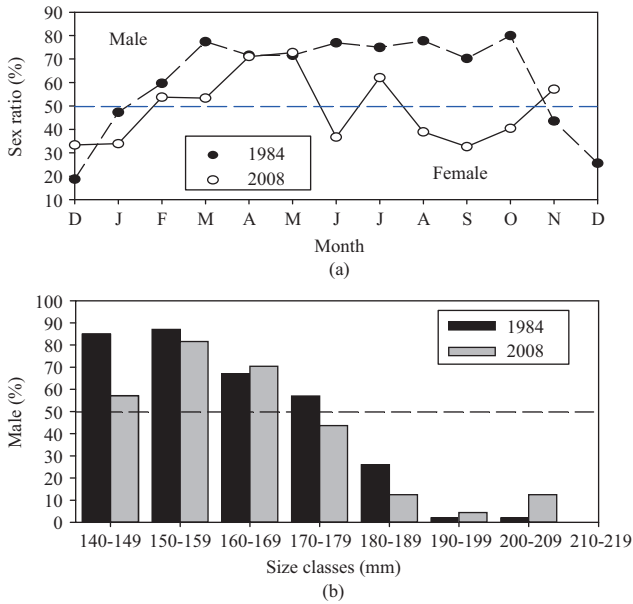 90
80
70
60
50
40
30
20
10
Sex ratio (%)
Male
1984
2008
Female
D J F M A M J J A S O N D
Month
(a)
100
90
80
70
60
50
40
30
20
10
0
Male (%)
1984
2008
140-149 150-159 160-169 170-179 180-189 190-199 200-209 210-219
Size classes (mm)
(b)